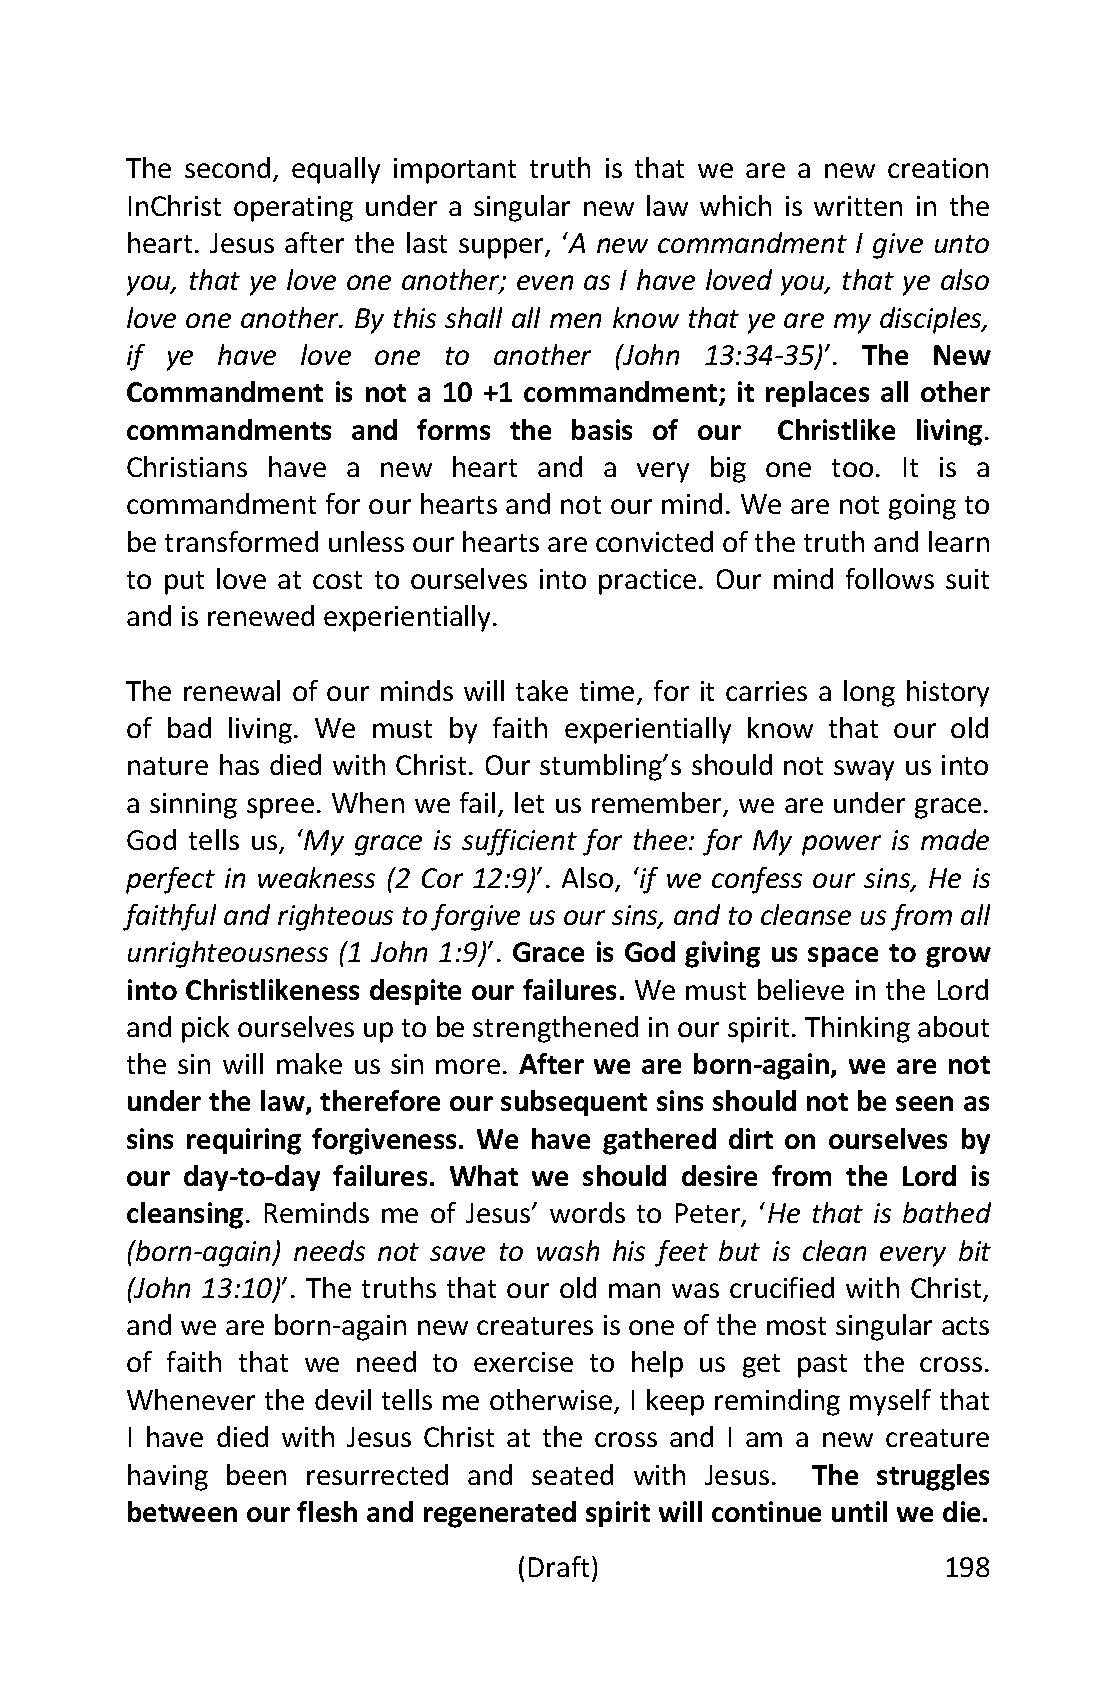 The second, equally important truth is that we are a new creation
InChrist operating under a singular new law which is written in the
heart. Jesus after the last supper, ‘A new commandment I give unto
you, that ye love one another; even as I have loved you, that ye also
love one another. By this shall all men know that ye are my disciples,
if ye have love one to another (John 13:34-35)’. The New
Commandment is not a 10 +1 commandment; it replaces all other
commandments and forms the basis of our Christlike living.
Christians have a new heart and a very big one too. It is a
commandment for our hearts and not our mind. We are not going to
be transformed unless our hearts are convicted of the truth and learn
to put love at cost to ourselves into practice. Our mind follows suit
and is renewed experientially.
The renewal of our minds will take time, for it carries a long history
of bad living. We must by faith experientially know that our old
nature has died with Christ. Our stumbling’s should not sway us into
a sinning spree. When we fail, let us remember, we are under grace.
God tells us, ‘My grace is sufficient for thee: for My power is made
perfect in weakness (2 Cor 12:9)’. Also, ‘if we confess our sins, He is
faithful and righteous to forgive us our sins, and to cleanse us from all
unrighteousness (1 John 1:9)’. Grace is God giving us space to grow
into Christlikeness despite our failures. We must believe in the Lord
and pick ourselves up to be strengthened in our spirit. Thinking about
the sin will make us sin more. After we are born-again, we are not
under the law, therefore our subsequent sins should not be seen as
sins requiring forgiveness. We have gathered dirt on ourselves by
our day-to-day failures. What we should desire from the Lord is
cleansing. Reminds me of Jesus’ words to Peter, ‘He that is bathed
(born-again) needs not save to wash his feet but is clean every bit
(John 13:10)’. The truths that our old man was crucified with Christ,
and we are born-again new creatures is one of the most singular acts
of faith that we need to exercise to help us get past the cross.
Whenever the devil tells me otherwise, I keep reminding myself that
I have died with Jesus Christ at the cross and I am a new creature
having been resurrected and seated with Jesus. The struggles
between our flesh and regenerated spirit will continue until we die.
(Draft) 198